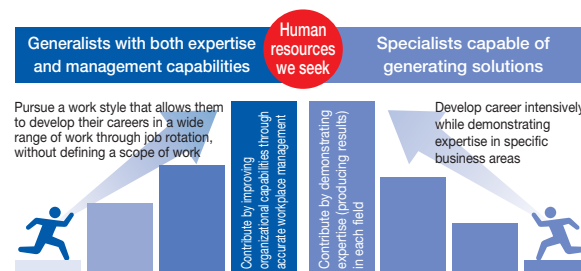 Generalists with both expertise
and management capabilities
Human
resources
we seek
Specialists capable of
generating solutions
Pursue a work style that allows them
to develop their careers in a wide
range of work through job rotation,
without defining a scope of work
Contribute by improving
organizational capabilities through
accurate workplace management
Contribute by demonstrating
expertise (producing results)
in each field
Develop career intensively
while demonstrating
expertise in specific
business areas